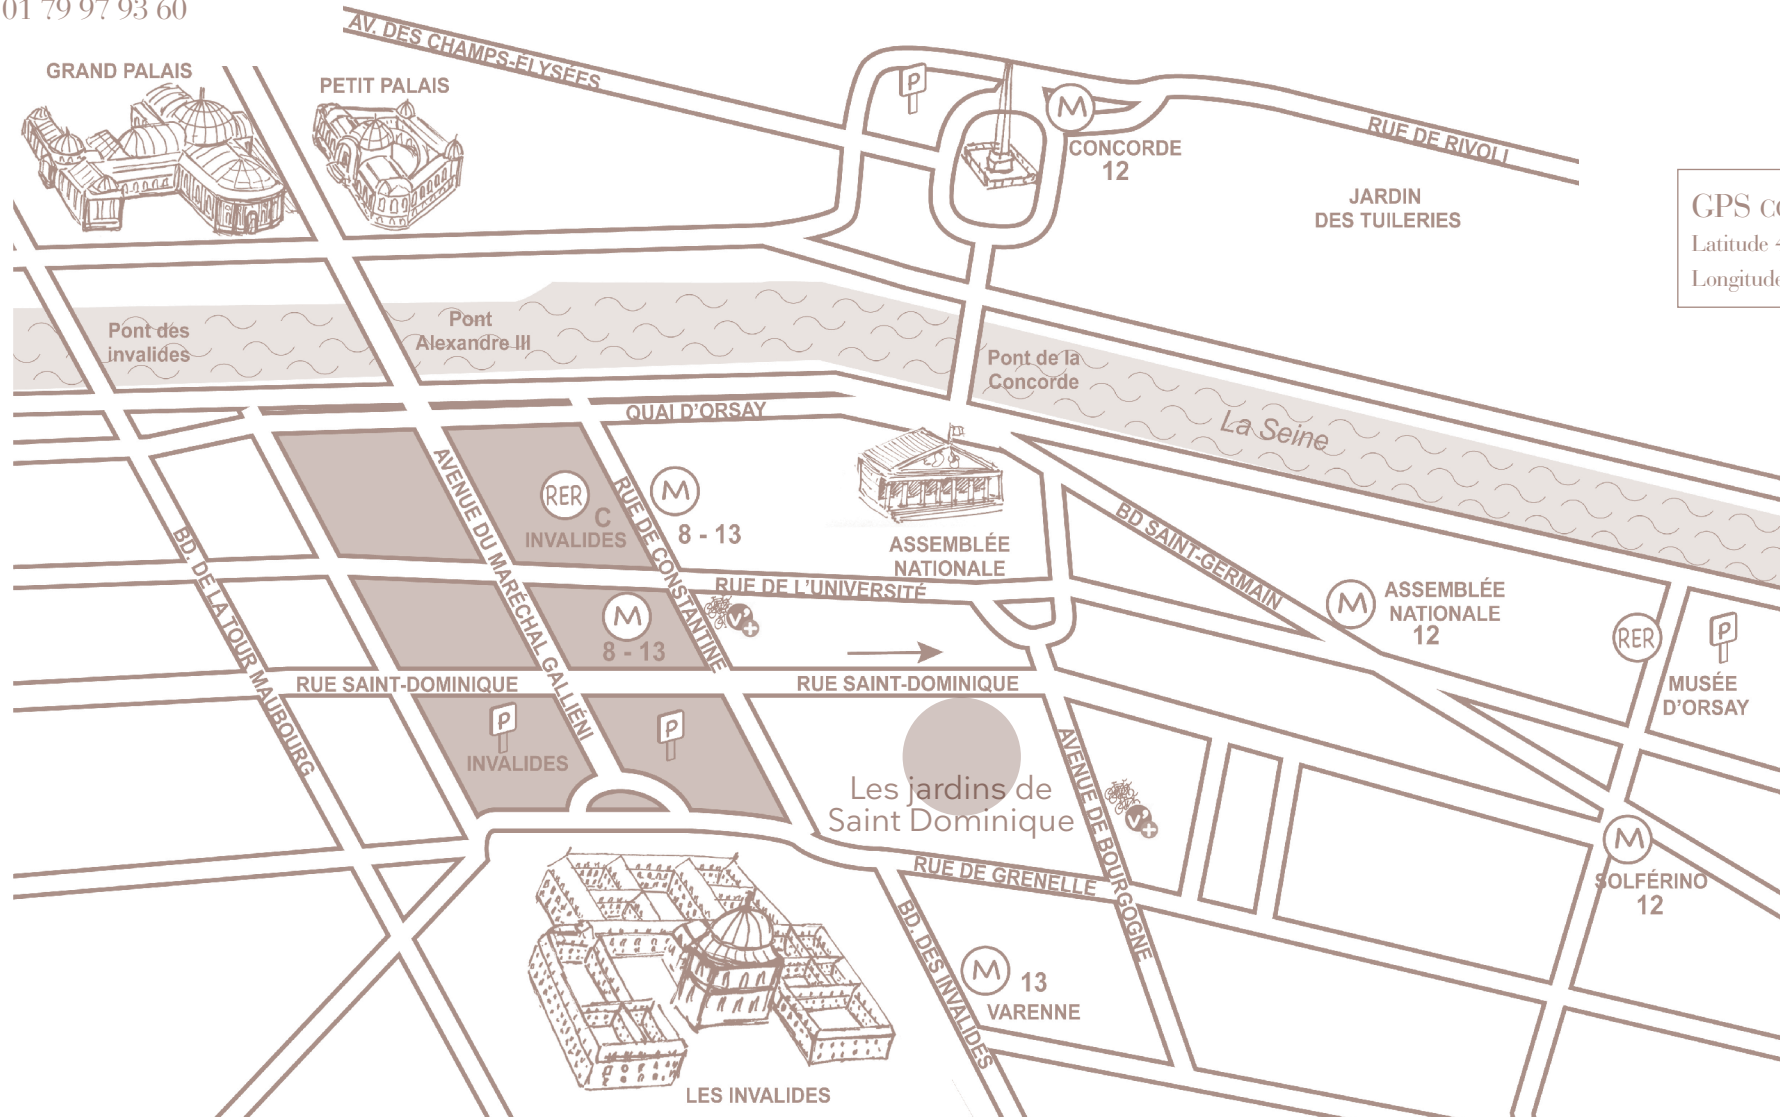 01 79 97 93 60
AV. DES CHAMPS-ÉLYSÉES
GRAND PALAIS
PETIT PALAIS
P
M
CONCORDE
12
RUE DE RIVOLI
JARDIN
DES TUILERIES
GPS
Latitude
Longitude
Pont des
invalides
Pont
Alexandre III
Pont de la
Concorde
La Seine
QUAI D'ORSAY
AVENUE DU MARÉCHAL GALLIÉNI
RER
C
INVALIDES
RUE DE CONSTANTINE
M
8 - 13
ASSEMBLÉE
NATIONALE
BD SAINT-GERMAIN
BD. DE LA TOUR MAUBOURG
RUE DE L'UNIVERSITÉ
M
8 - 13
V+
M
ASSEMBLÉE
NATIONALE
12
RER
P
MUSÉE
D'ORSAY
RUE SAINT-DOMINIQUE
RUE SAINT-DOMINIQUE
P
INVALIDES
P
Les jardins de
Saint Dominique
AVENUE DE BOURGOGNE
V+
M
SOLFÉRINO
12
RUE DE GRENELLE
BD. DES INVALIDES
M
13
VARENNE
LES INVALIDES